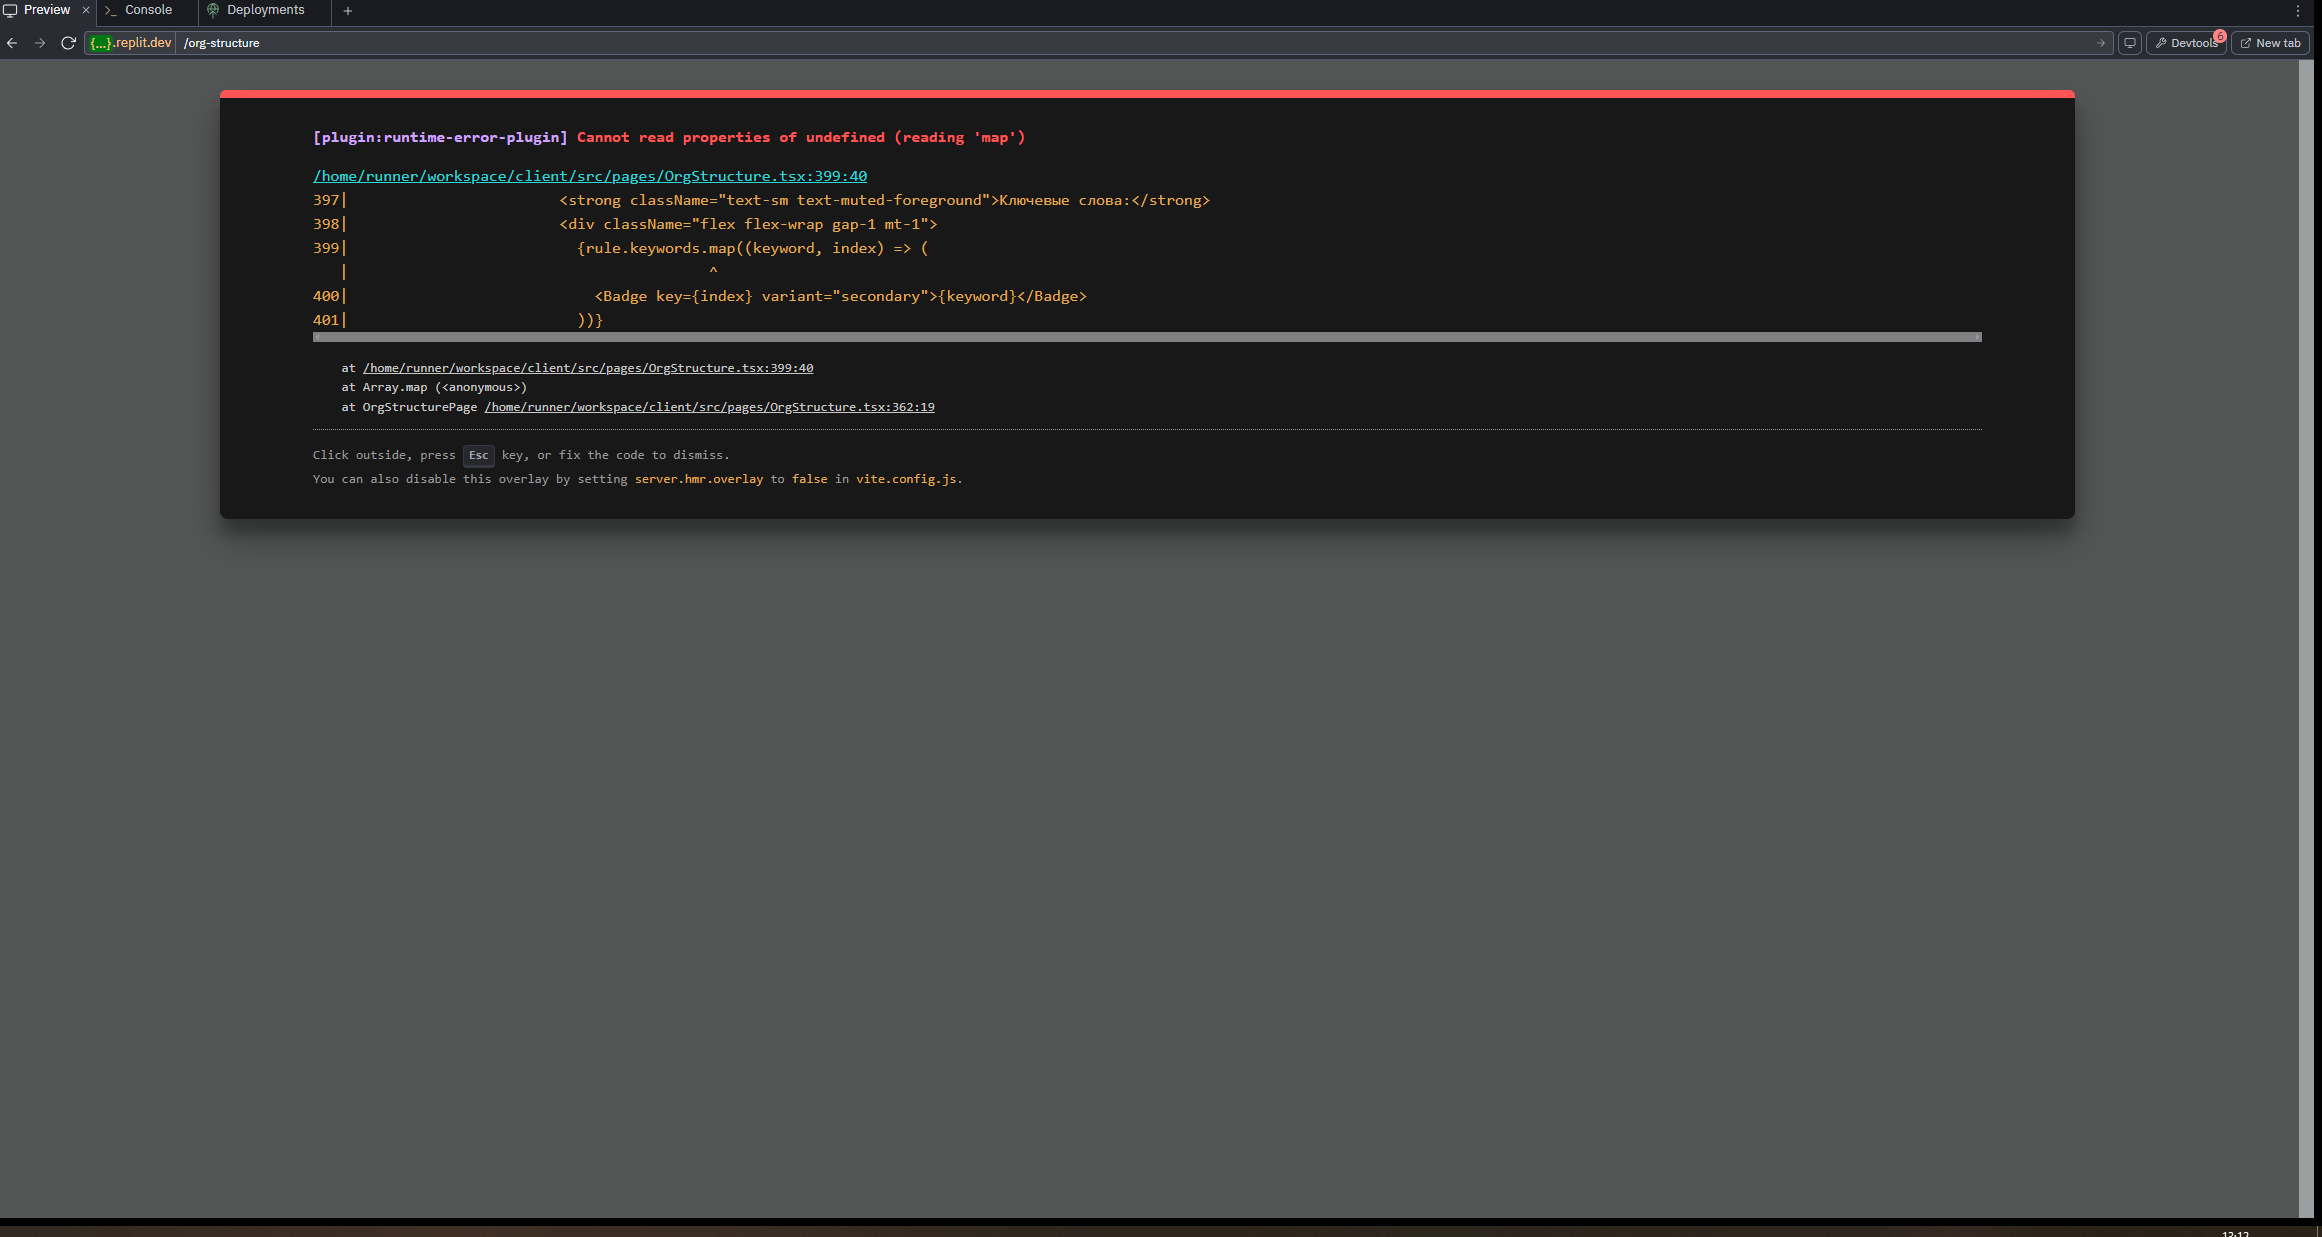 Preview
Console
Deployments
{...}.replit.dev
/org-structure
Devtools
6
New tab
[plugin:runtime-error-plugin] Cannot read properties of undefined (reading 'map')
/home/runner/workspace/client/src/pages/OrgStructure.tsx:399:40
397| <strong className="text-sm text-muted-foreground">Ключевые слова:</strong>
398| <div className="flex flex-wrap gap-1 mt-1">
399| {rule.keywords.map((keyword, index) => (
| ^
400| <Badge key={index} variant="secondary">{keyword}</Badge>
401| ))}
at /home/runner/workspace/client/src/pages/OrgStructure.tsx:399:40
at Array.map (<anonymous>)
at OrgStructurePage /home/runner/workspace/client/src/pages/OrgStructure.tsx:362:19
Click outside, press Esc key, or fix the code to dismiss.
You can also disable this overlay by setting server.hmr.overlay to false in vite.config.js.